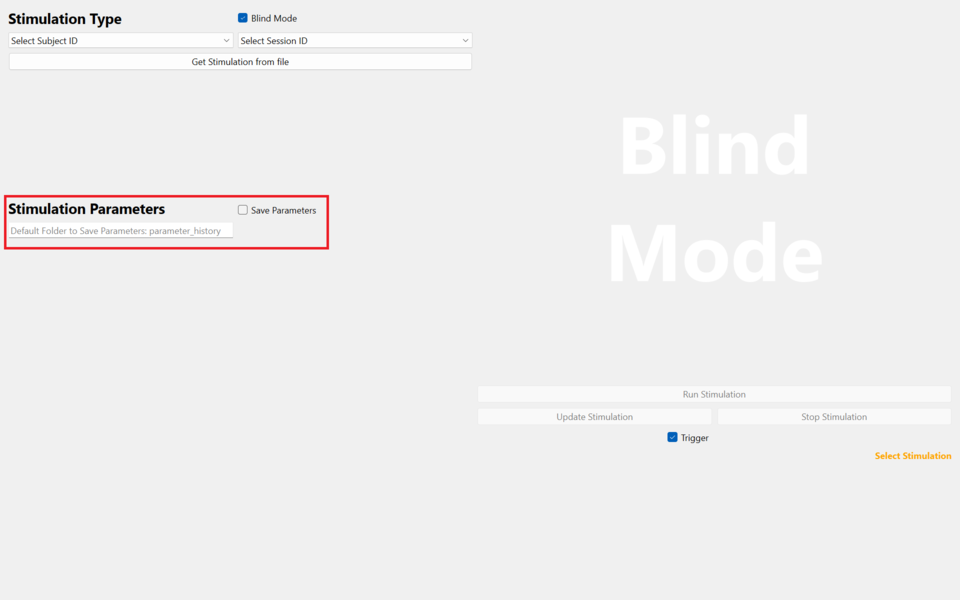 Stimulation Type
Blind Mode
Select Subject ID
Select Session ID
Get Stimulation from file
Blind
Mode
Stimulation Parameters
Save Parameters
Default Folder to Save Parameters: parameter_history
Run Stimulation
Update Stimulation
Stop Stimulation
Trigger
Select Stimulation